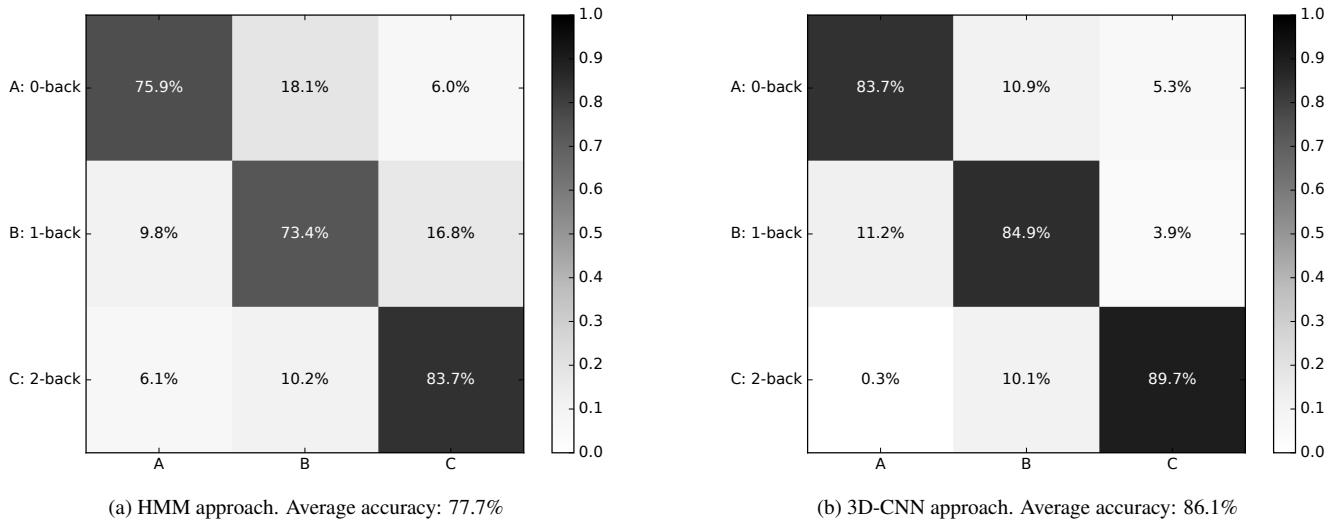 A: 0-back 75.9% 18.1% 6.0%
B: 1-back 9.8% 73.4% 16.8%
C: 2-back 6.1% 10.2% 83.7%
A B C
1.0
0.9
0.8
0.7
0.6
0.5
0.4
0.3
0.2
0.1
0.0
(a) HMM approach. Average accuracy: 77.7%
A: 0-back 83.7% 10.9% 5.3%
B: 1-back 11.2% 84.9% 3.9%
C: 2-back 0.3% 10.1% 89.7%
A B C
1.0
0.9
0.8
0.7
0.6
0.5
0.4
0.3
0.2
0.1
0.0
(b) 3D-CNN approach. Average accuracy: 86.1%